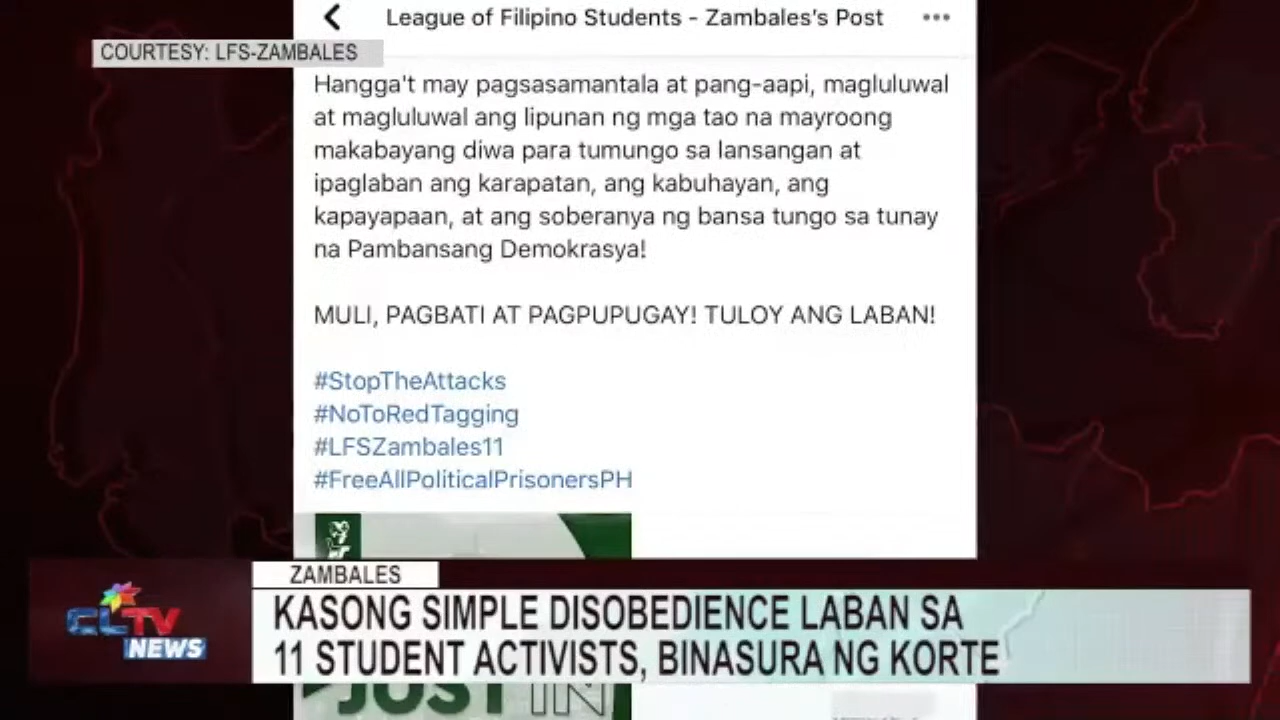 League of Filipino Students - Zambales's Post
COURTESY: LFS-ZAMBALES
Hangga't may pagsasamantala at pang-aapi, magluluwal
at magluluwal ang lipunan ng mga tao na mayroong
makabayang diwa para tumungo sa lansangan at
ipaglaban ang karapatan, ang kabuhayan, ang
kapayapaan, at ang soberanya ng bansa tungo sa tunay
na Pambansang Demokrasya!
MULI, PAGBATI AT PAGPUPUGAY! TULOY ANG LABAN!
#StopTheAttacks
#NoToRedTagging
#LFSZambales11
#FreeAllPoliticalPrisonersPH
ZAMBALES
CLTV
NEWS
KASONG SIMPLE DISOBEDIENCE LABAN SA
11 STUDENT ACTIVISTS, BINASURA NG KORTE
JUST IN